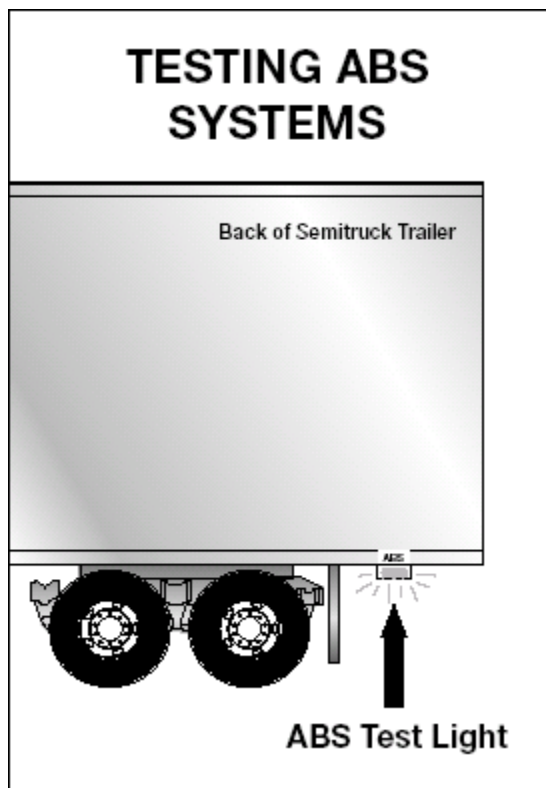 TESTING ABS
SYSTEMS
Back of Semitruck Trailer
ABS
ABS Test Light